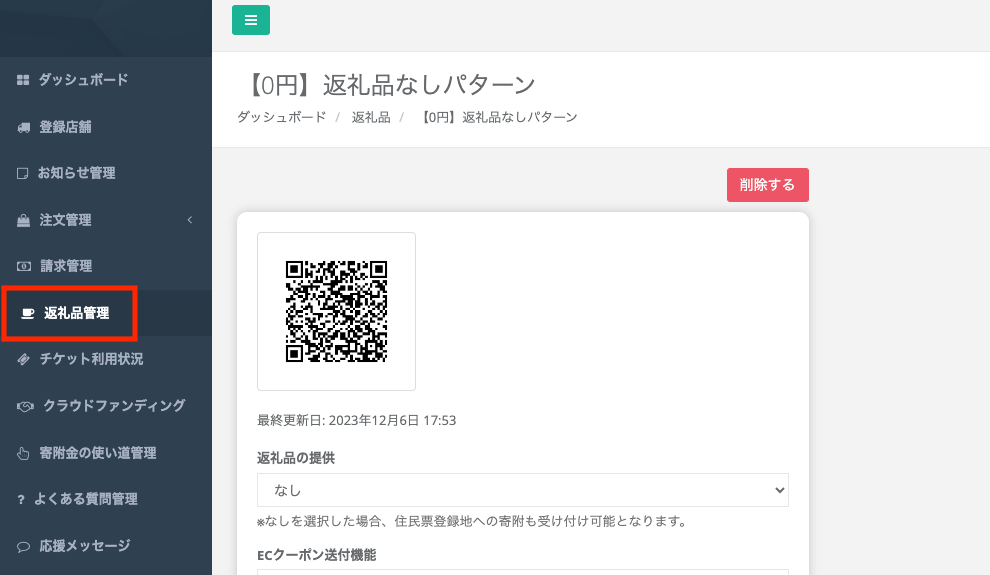 ダッシュボード
登録店舗
お知らせ管理
注文管理
請求管理
返礼品管理
チケット利用状況
クラウドファンディング
寄附金の使い道管理
? よくある質問管理
応援メッセージ
【0円】返礼品なしパターン
ダッシュボード / 返礼品 / 【0円】返礼品なしパターン
削除する
最終更新日: 2023年12月6日 17:53
返礼品の提供
なし
※なしを選択した場合、住民票登録地への寄附も受け付け可能となります。
ECクーポン送付機能